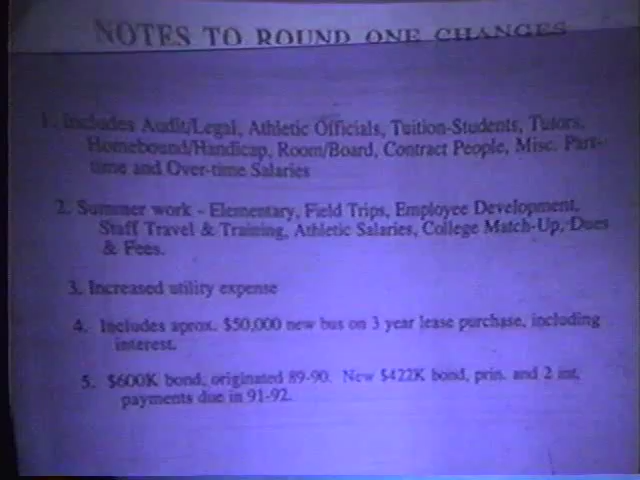 NOTES TO ROUND ONE CHANGES
1. Includes Audit/Legal, Athletic Officials, Tuition-Students, Tutors,
Homebound/Handicap, Room/Board, Contract People, Misc. Part-
time and Over-time Salaries
2. Summer work - Elementary, Field Trips, Employee Development,
Staff Travel & Training, Athletic Salaries, College Match-Up, Dues
& Fees.
3. Increased utility expense
4. Includes aprox. $50,000 new bus on 3 year lease purchase, including
interest.
5. $600K bond; originated 89-90. New $422K bond, prin. and 2 int.
payments due in 91-92.